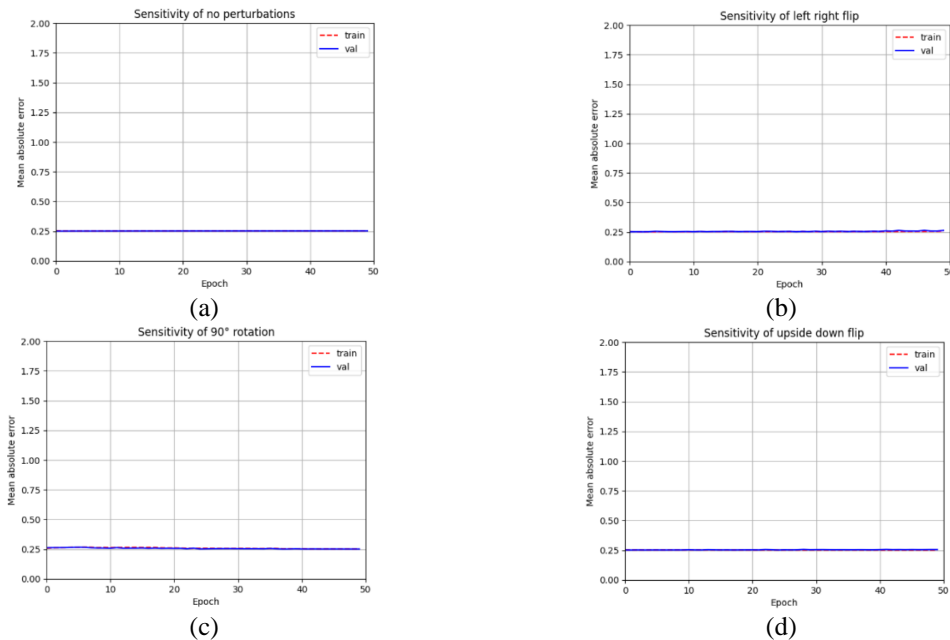 Sensitivity of no perturbations
2.00
1.75
1.50
1.25
1.00
0.75
0.50
0.25
0.00
Mean absolute error
train
val
0 10 20 30 40 50
Epoch
(a)
Sensitivity of left right flip
2.00
1.75
1.50
1.25
1.00
0.75
0.50
0.25
0.00
Mean absolute error
train
val
0 10 20 30 40 50
Epoch
(b)
Sensitivity of 90° rotation
2.00
1.75
1.50
1.25
1.00
0.75
0.50
0.25
0.00
Mean absolute error
train
val
0 10 20 30 40 50
Epoch
(c)
Sensitivity of upside down flip
2.00
1.75
1.50
1.25
1.00
0.75
0.50
0.25
0.00
Mean absolute error
train
val
0 10 20 30 40 50
Epoch
(d)